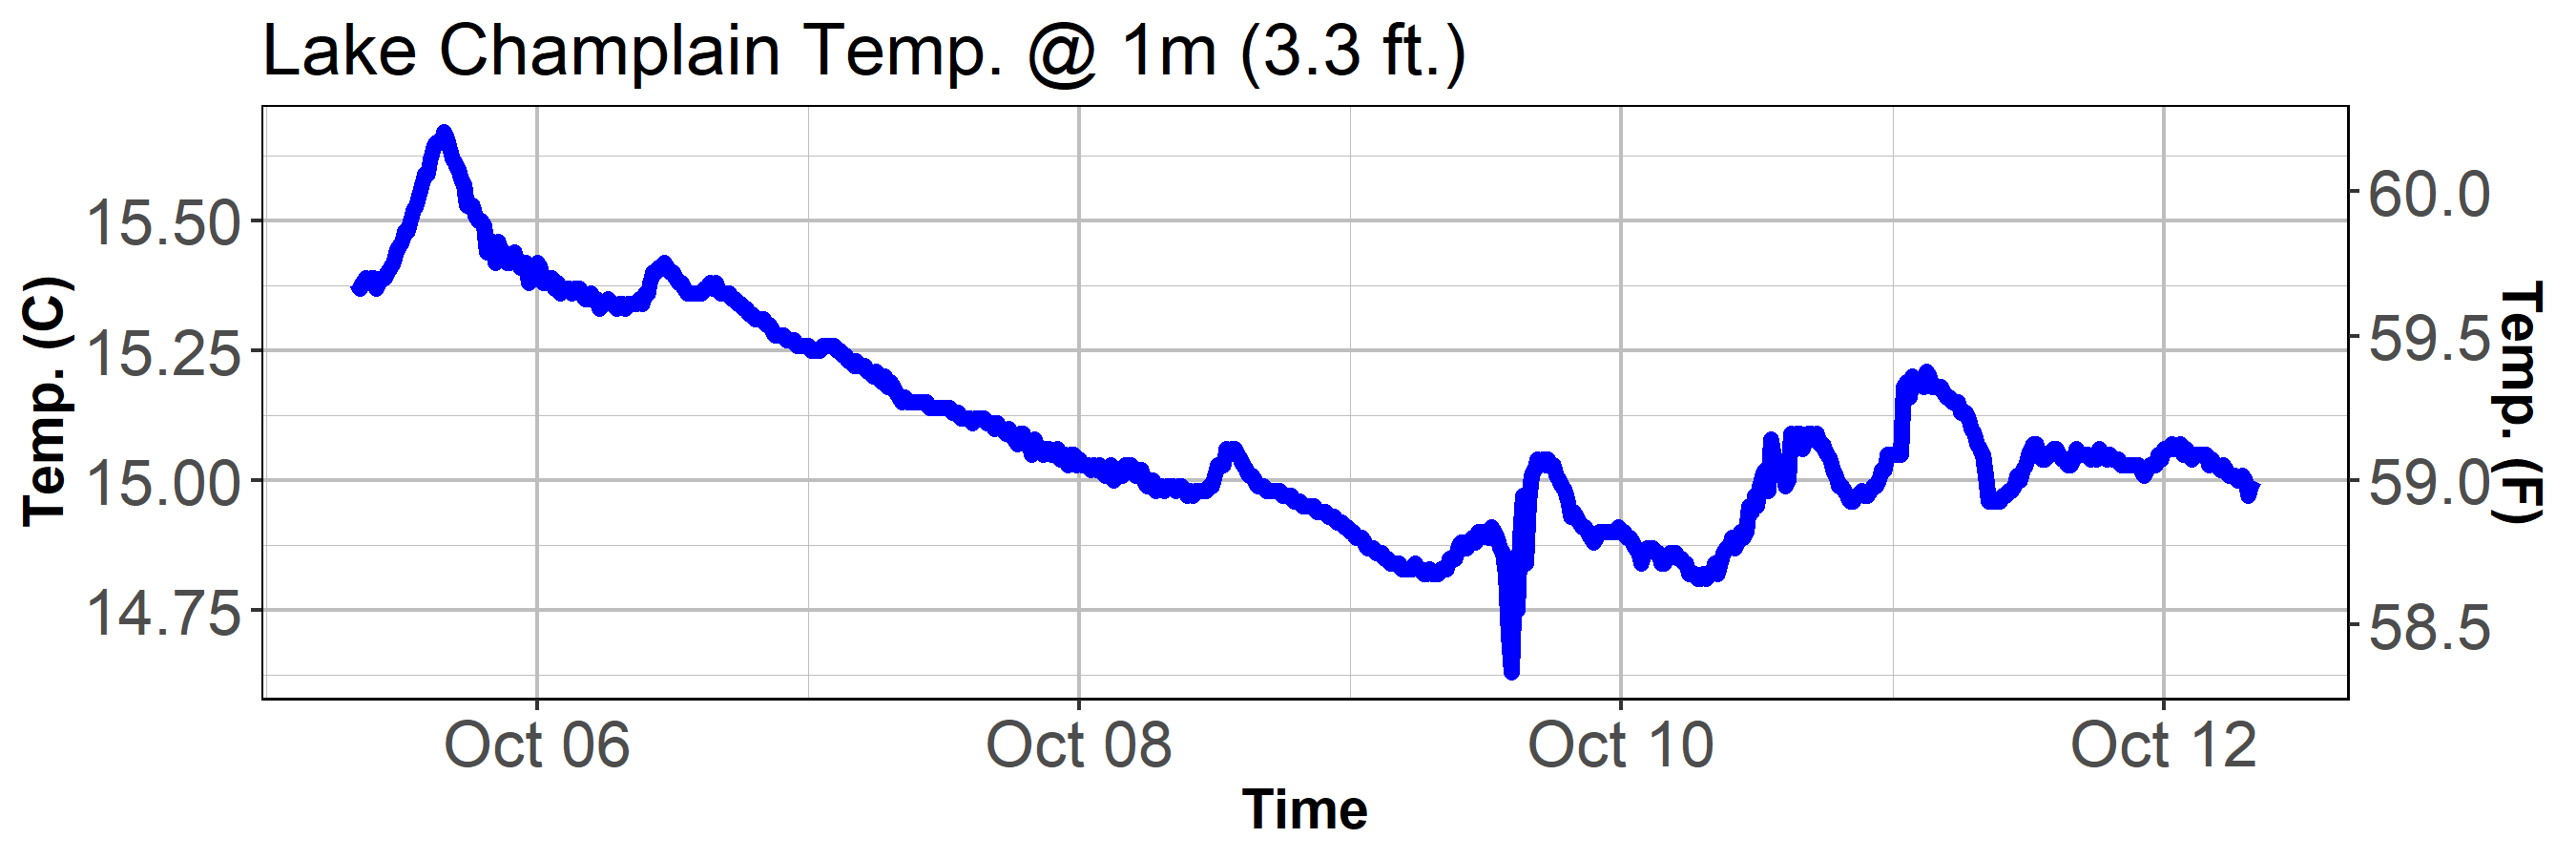 Lake Champlain Temp. @ 1m (3.3 ft.)
Temp. (C)
15.50
15.25
15.00
14.75
60.0
59.5
59.0
58.5
Temp. (F)
Oct 06
Oct 08
Oct 10
Oct 12
Time